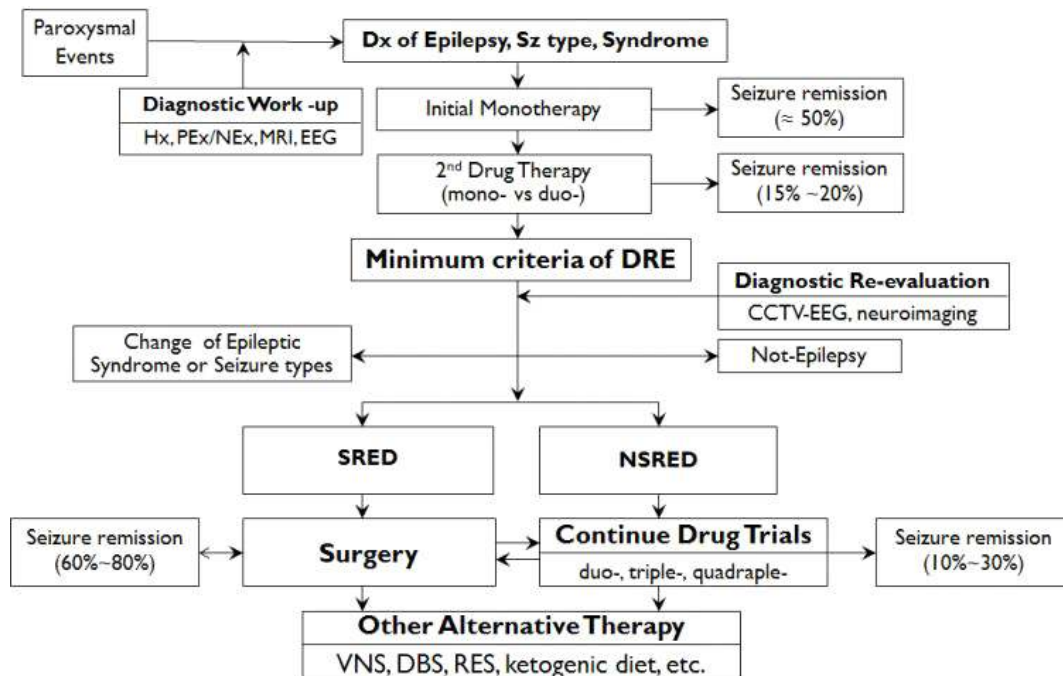 Paroxysmal
Events
Dx of Epilepsy, Sz type, Syndrome
Diagnostic Work -up
Hx, PEx/NEx, MRI, EEG
Initial Monotherapy
Seizure remission
(≈ 50%)
2nd Drug Therapy
(mono- vs duo-)
Seizure remission
(15% ~20%)
Minimum criteria of DRE
Diagnostic Re-evaluation
CCTV-EEG, neuroimaging
Change of Epileptic
Syndrome or Seizure types
Not-Epilepsy
SRED
NSRED
Seizure remission
(60%~80%)
Surgery
Continue Drug Trials
duo-, triple-, quadraple-
Seizure remission
(10%~30%)
Other Alternative Therapy
VNS, DBS, RES, ketogenic diet, etc.